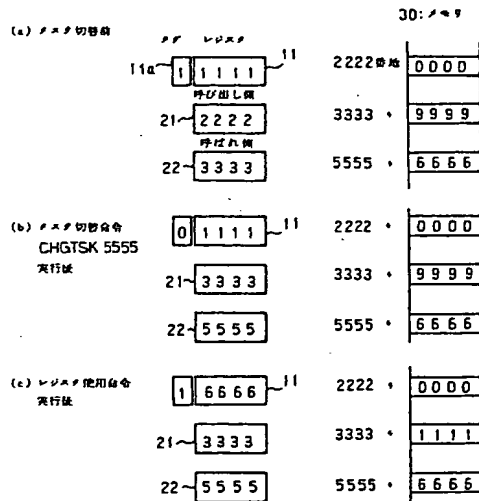 30:メモリ
(a) タスク切替前
タグ レジスタ
11a 1 1111 11
2222番地 0000
呼び出し側
21 2222
3333 〃 9999
呼ばれ側
22 3333
5555 〃 6666
(b) タスク切替命令
CHGTSK 5555
実行後
0 1111 11
2222 〃 0000
21 3333
3333 〃 9999
22 5555
5555 〃 6666
(c) レジスタ使用命令
実行後
1 6666 11
2222 〃 0000
21 3333
3333 〃 1111
22 5555
5555 〃 6666